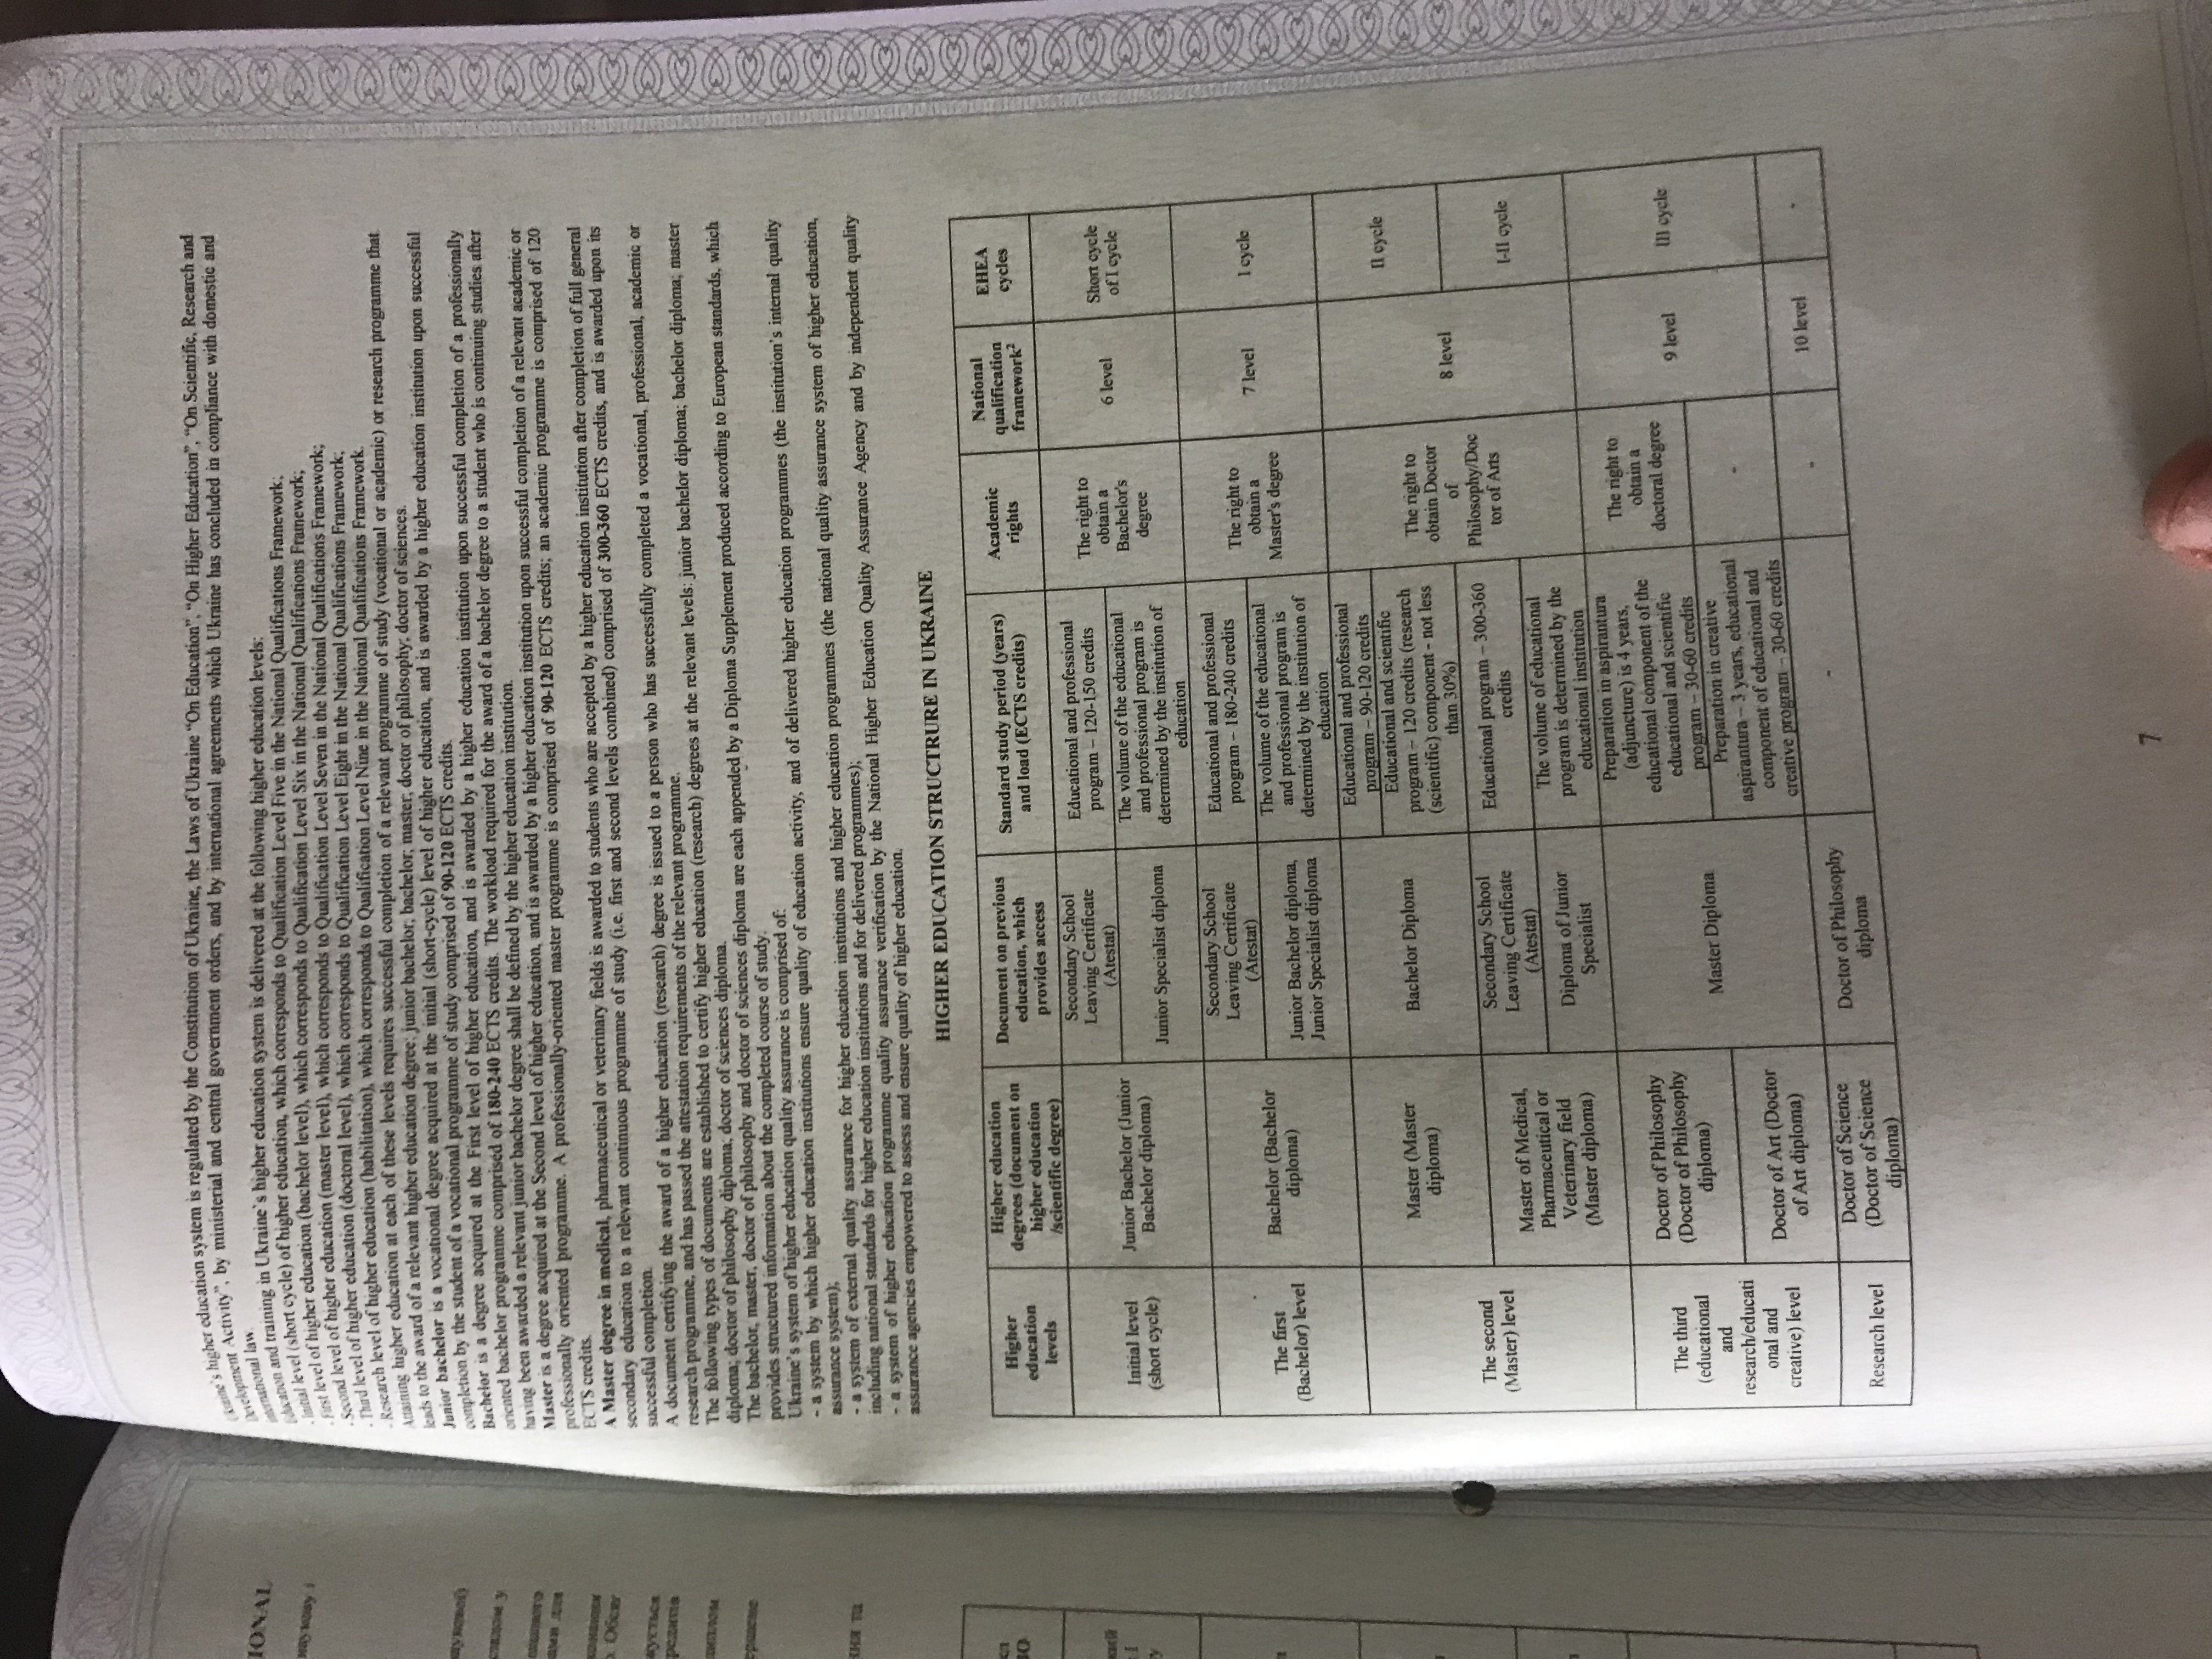 IONAL
наукову і
наукової
ння та
Ukraine's higher education system is regulated by the Constitution of Ukraine, the Laws of Ukraine “On Education”, “On Higher Education”, “On Scientific, Research and
Development Activity”, by ministerial and central government orders, and by international agreements which Ukraine has concluded in compliance with domestic and
international law.
Education and training in Ukraine`s higher education system is delivered at the following higher education levels:
- Initial level (short cycle) of higher education, which corresponds to Qualification Level Five in the National Qualifications Framework;
- First level of higher education (bachelor level), which corresponds to Qualification Level Six in the National Qualifications Framework;
- Second level of higher education (master level), which corresponds to Qualification Level Seven in the National Qualifications Framework;
- Third level of higher education (doctoral level), which corresponds to Qualification Level Eight in the National Qualifications Framework;
- Research level of higher education (habilitation), which corresponds to Qualification Level Nine in the National Qualifications Framework.
Attaining higher education at each of these levels requires successful completion of a relevant programme of study (vocational or academic) or research programme that
leads to the award of a relevant higher education degree: junior bachelor; bachelor; master; doctor of philosophy; doctor of sciences.
Junior bachelor is a vocational degree acquired at the initial (short-cycle) level of higher education, and is awarded by a higher education institution upon successful
completion by the student of a vocational programme of study comprised of 90-120 ECTS credits.
Bachelor is a degree acquired at the First level of higher education, and is awarded by a higher education institution upon successful completion of a professionally
oriented bachelor programme comprised of 180-240 ECTS credits. The workload required for the award of a bachelor degree to a student who is continuing studies after
having been awarded a relevant junior bachelor degree shall be defined by the higher education institution.
Master is a degree acquired at the Second level of higher education, and is awarded by a higher education institution upon successful completion of a relevant academic or
professionally oriented programme. A professionally-oriented master programme is comprised of 90-120 ECTS credits; an academic programme is comprised of 120
ECTS credits.
A Master degree in medical, pharmaceutical or veterinary fields is awarded to students who are accepted by a higher education institution after completion of full general
secondary education to a relevant continuous programme of study (i.e. first and second levels combined) comprised of 300-360 ECTS credits, and is awarded upon its
successful completion.
A document certifying the award of a higher education (research) degree is issued to a person who has successfully completed a vocational, professional, academic or
research programme, and has passed the attestation requirements of the relevant programme.
The following types of documents are established to certify higher education (research) degrees at the relevant levels: junior bachelor diploma; bachelor diploma; master
diploma; doctor of philosophy diploma; doctor of sciences diploma.
The bachelor, master, doctor of philosophy and doctor of sciences diploma are each appended by a Diploma Supplement produced according to European standards, which
provides structured information about the completed course of study.
Ukraine's system of higher education quality assurance is comprised of:
- a system by which higher education institutions ensure quality of education activity, and of delivered higher education programmes (the institution's internal quality
assurance system);
- a system of external quality assurance for higher education institutions and higher education programmes (the national quality assurance system of higher education,
including national standards for higher education institutions and for delivered programmes);
- a system of higher education programme quality assurance verification by the National Higher Education Quality Assurance Agency and by independent quality
assurance agencies empowered to assess and ensure quality of higher education.
HIGHER EDUCATION STRUCTRURE IN UKRAINE
Higher
education
levels
Higher education
degrees (document on
higher education
/scientific degree)
Document on previous
education, which
provides access
Standard study period (years)
and load (ECTS credits)
Academic
rights
National
qualification
framework²
EHEA
cycles
Initial level
(short cycle)
Junior Bachelor (Junior
Bachelor diploma)
Secondary School
Leaving Certificate
(Atestat)
Educational and professional
program – 120-150 credits
Junior Specialist diploma
The volume of the educational
and professional program is
determined by the institution of
education
The right to
obtain a
Bachelor's
degree
6 level
Short cycle
of I cycle
The first
(Bachelor) level
Bachelor (Bachelor
diploma)
Secondary School
Leaving Certificate
(Atestat)
Educational and professional
program – 180-240 credits
Junior Bachelor diploma,
Junior Specialist diploma
The volume of the educational
and professional program is
determined by the institution of
education
The right to
obtain a
Master's degree
7 level
I cycle
The second
(Master) level
Master (Master
diploma)
Bachelor Diploma
Educational and professional
program – 90-120 credits
Educational and scientific
program – 120 credits (research
(scientific) component - not less
than 30%)
Master of Medical,
Pharmaceutical or
Veterinary field
(Master diploma)
Secondary School
Leaving Certificate
(Atestat)
Educational program – 300-360
credits
Diploma of Junior
Specialist
The volume of educational
program is determined by the
educational institution
The right to
obtain Doctor
of
Philosophy/Doc
tor of Arts
8 level
II cycle
I-II cycle
The third
(educational
and
research/educati
onal and
creative) level
Doctor of Philosophy
(Doctor of Philosophy
diploma)
Doctor of Art (Doctor
of Art diploma)
Master Diploma
Preparation in aspirantura
(adjuncture) is 4 years,
educational component of the
educational and scientific
program – 30-60 credits
Preparation in creative
aspirantura – 3 years, educational
component of educational and
creative program – 30-60 credits
The right to
obtain a
doctoral degree
-
9 level
III cycle
Research level
Doctor of Science
(Doctor of Science
diploma)
Doctor of Philosophy
diploma
-
-
10 level
-
7